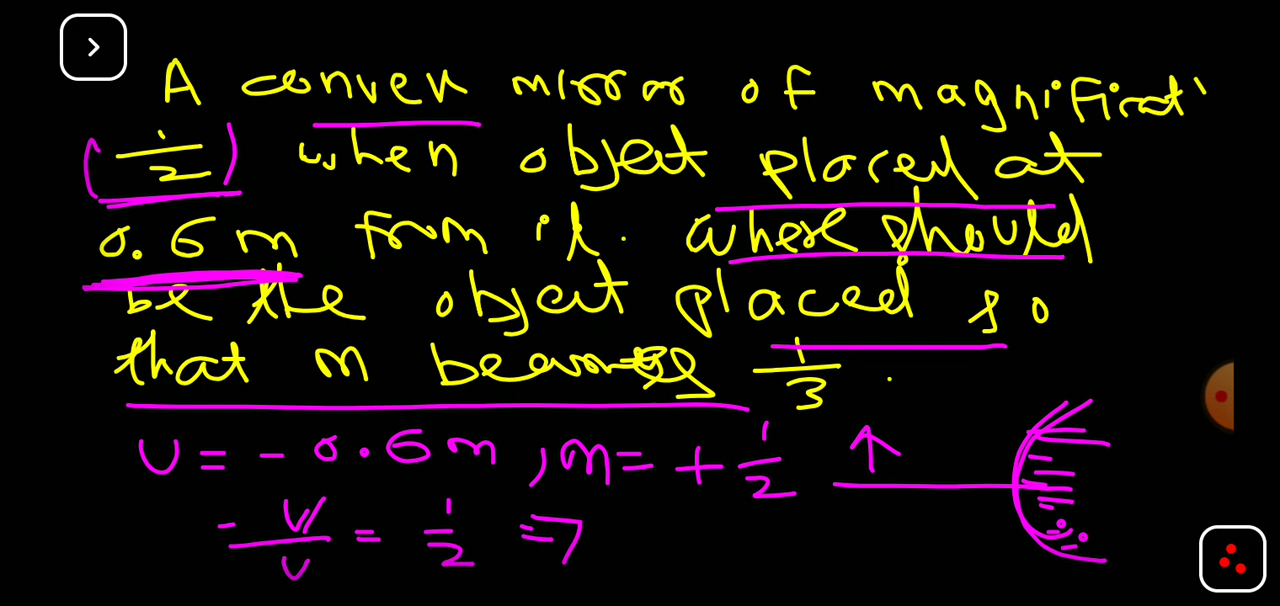 A convex mirror of magnificat'
(1/2) when object placed at
0.6 m from it. where should
be the object placed so
that m becomes 1/3.
U = - 0.6 m , m = + 1/2
- V/U = 1/2 =>